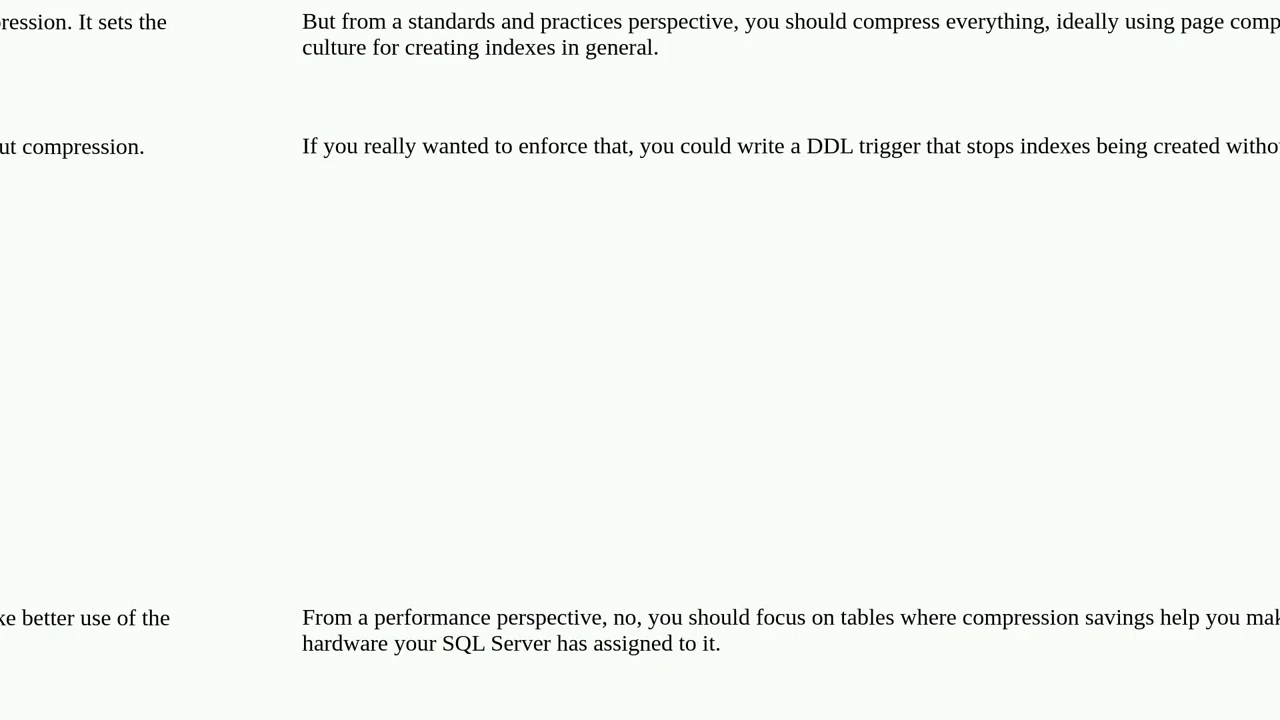 ression. It sets the
But from a standards and practices perspective, you should compress everything, ideally using page comp
culture for creating indexes in general.
ut compression.
If you really wanted to enforce that, you could write a DDL trigger that stops indexes being created witho
ke better use of the
From a performance perspective, no, you should focus on tables where compression savings help you mak
hardware your SQL Server has assigned to it.